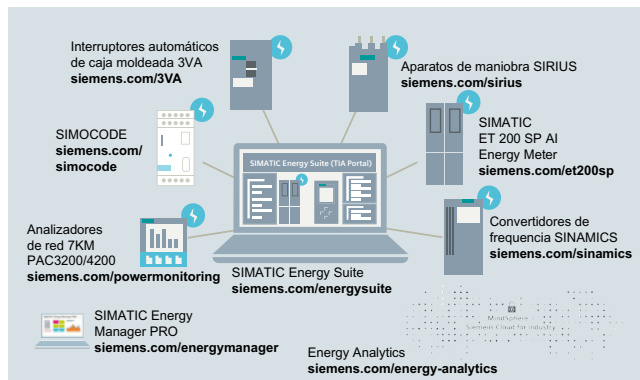 Interruptores automáticos
de caja moldeada 3VA
siemens.com/3VA
Aparatos de maniobra SIRIUS
siemens.com/sirius
SIMOCODE
siemens.com/
simocode
SIMATIC Energy Suite (TIA Portal)
SIMATIC
ET 200 SP AI
Energy Meter
siemens.com/et200sp
Analizadores
de red 7KM
PAC3200/4200
siemens.com/powermonitoring
SIMATIC Energy Suite
siemens.com/energysuite
Convertidores de
frecuencia SINAMICS
siemens.com/sinamics
SIMATIC Energy
Manager PRO
siemens.com/energymanager
MindSphere -
Siemens Cloud for Industry
Energy Analytics
siemens.com/energy-analytics